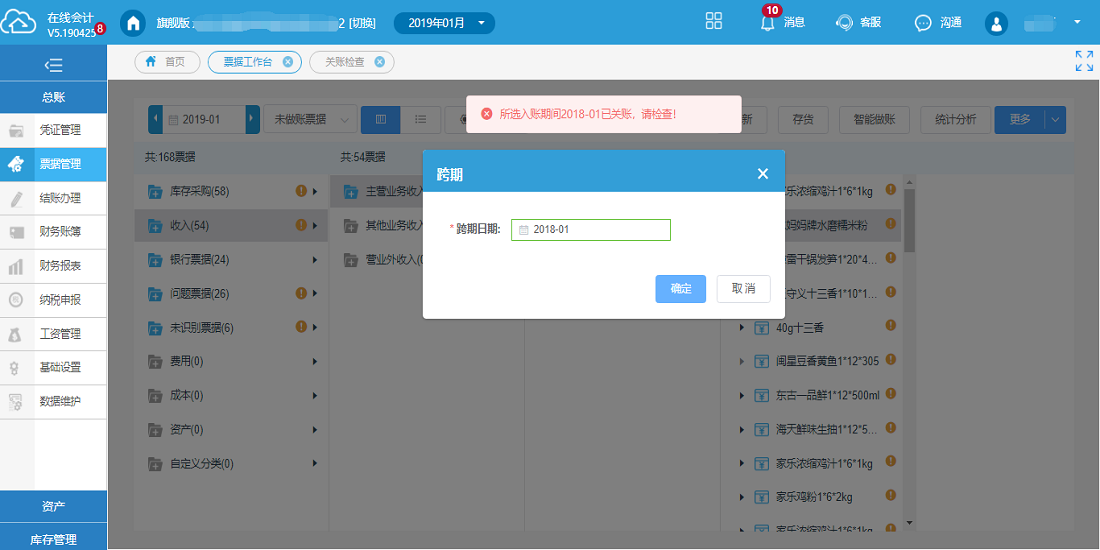 在线会计
V5.190425
8
旗舰版
2 [切换]
2019年01月
10
消息
客服
沟通
首页
票据工作台
关账检查
总账
凭证管理
票据管理
结账办理
财务账簿
财务报表
纳税申报
工资管理
基础设置
数据维护
资产
库存管理
2019-01
未做账票据
所选入账期间2018-01已关账，请检查!
新
存货
智能做账
统计分析
更多
共:168票据
共:54票据
库存采购(58)
收入(54)
银行票据(24)
问题票据(26)
未识别票据(6)
费用(0)
成本(0)
资产(0)
自定义分类(0)
主营业务收入
其他业务收入
营业外收入(0
跨期
*跨期日期:
2018-01
确定
取消
家乐浓缩鸡汁1*6*1kg
妈妈牌水磨糯米粉
雷干锅发笋1*20*4...
守义十三香1*10*1...
40g十三香
闽星豆香黄鱼1*12*305
东古一品鲜1*12*500ml
海天鲜味生抽1*12*5...
家乐浓缩鸡汁1*6*1kg
家乐鸡粉1*6*2kg
家乐浓缩鸡汁1*6*1kg